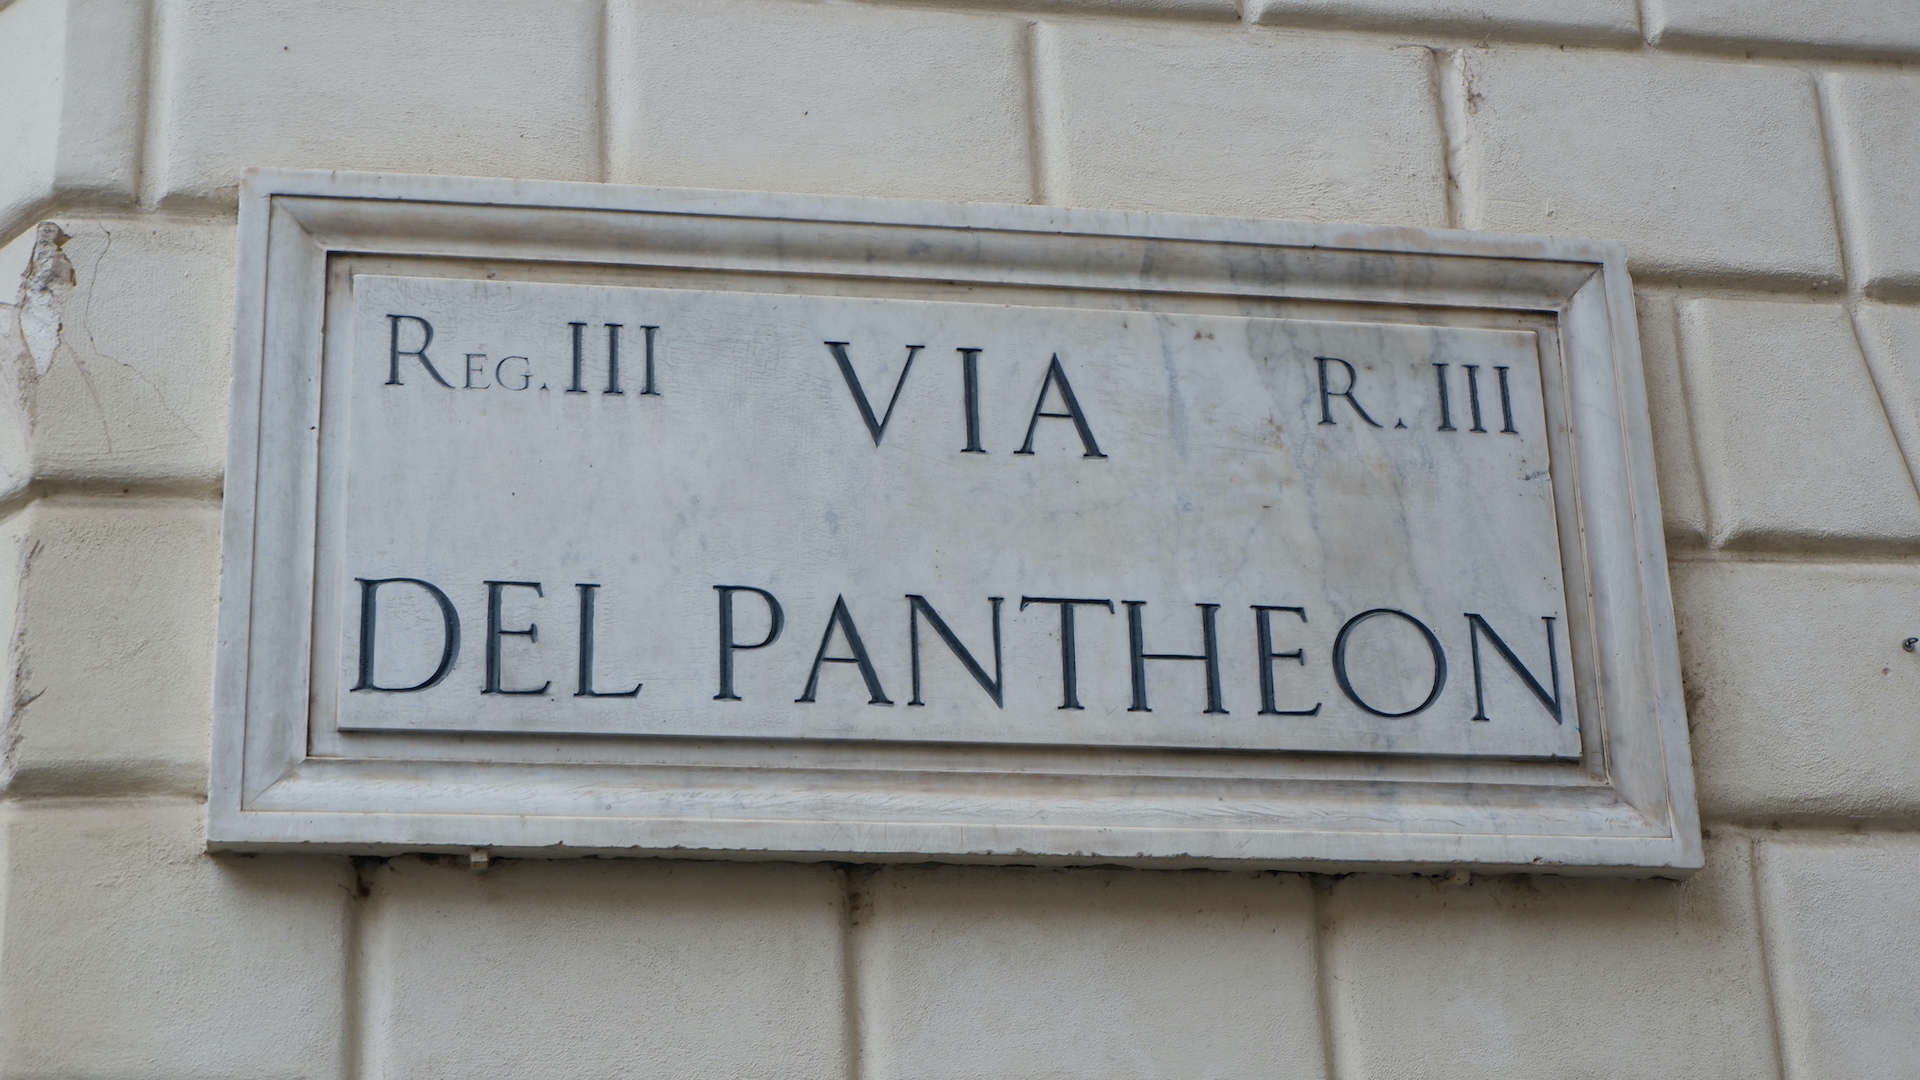 REG. III VIA R. III
DEL PANTHEON